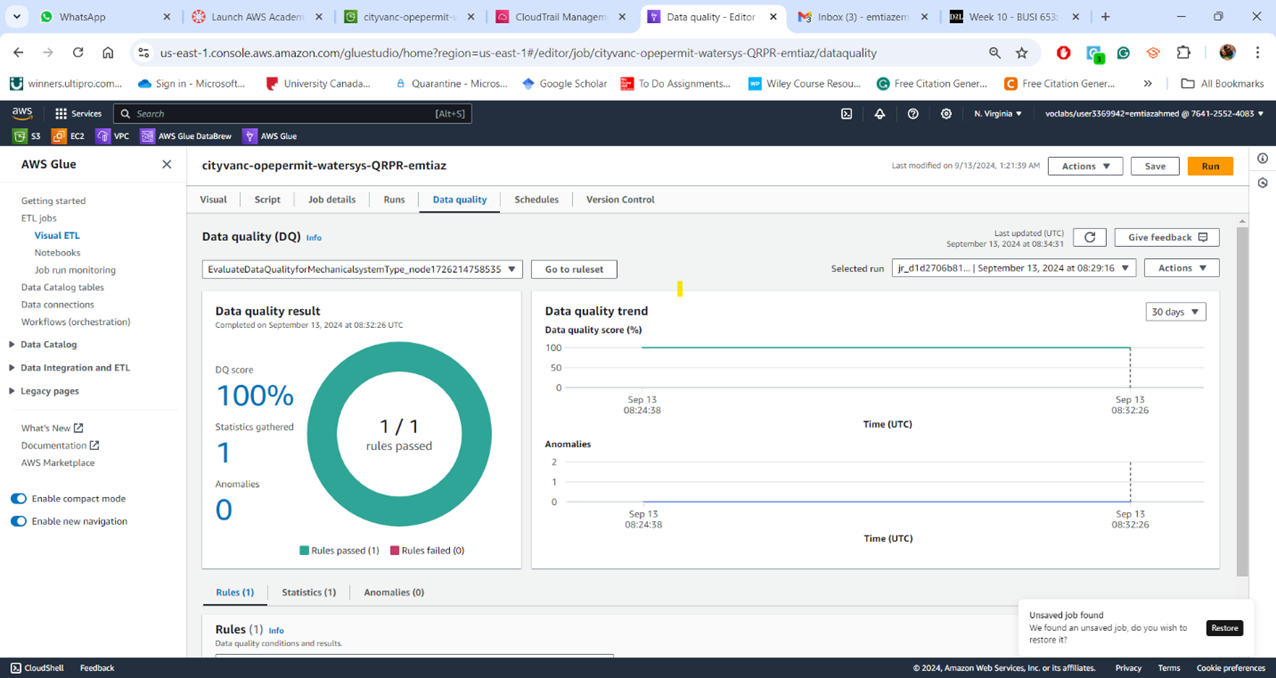 WhatsApp
Launch AWS Academ
cityvanc-opepermit-w
CloudTrail Managemen
Data quality - Editor
Inbox (3) - emtiazem
Week 10 - BUSI 653:
us-east-1.console.aws.amazon.com/gluestudio/home?region=us-east-1#/editor/job/cityvanc-opepermit-watersys-QRPR-emtiaz/dataquality
winners.ultipro.com...
Sign in - Microsoft...
University Canada...
Quarantine - Micros...
Google Scholar
To Do Assignments...
Wiley Course Resou...
Free Citation Gener...
Free Citation Gener...
All Bookmarks
aws
Services
Search
[Alt+S]
N. Virginia
voclabs/user3369942=emtiazahmed @ 7641-2552-4083
S3
EC2
VPC
AWS Glue DataBrew
AWS Glue
AWS Glue
Getting started
ETL jobs
Visual ETL
Notebooks
Job run monitoring
Data Catalog tables
Data connections
Workflows (orchestration)
Data Catalog
Data Integration and ETL
Legacy pages
What's New
Documentation
AWS Marketplace
Enable compact mode
Enable new navigation
cityvanc-opepermit-watersys-QRPR-emtiaz
Last modified on 9/13/2024, 1:21:39 AM
Actions
Save
Run
Visual
Script
Job details
Runs
Data quality
Schedules
Version Control
Data quality (DQ) Info
Last updated (UTC)
September 13, 2024 at 08:34:31
Give feedback
EvaluateDataQualityforMechanicalsystemType_node1726214758535
Go to ruleset
Selected run
jr_d1d2706b81... | September 13, 2024 at 08:29:16
Actions
Data quality result
Completed on September 13, 2024 at 08:32:26 UTC
DQ score
100%
Statistics gathered
1
Anomalies
0
1 / 1
rules passed
Rules passed (1)
Rules failed (0)
Data quality trend
30 days
Data quality score (%)
100
50
0
Sep 13
08:24:38
Sep 13
08:32:26
Time (UTC)
Anomalies
2
1
0
Sep 13
08:24:38
Sep 13
08:32:26
Time (UTC)
Rules (1)
Statistics (1)
Anomalies (0)
Rules (1) Info
Data quality conditions and results.
Unsaved job found
We found an unsaved job, do you wish to
restore it?
Restore
CloudShell
Feedback
© 2024, Amazon Web Services, Inc. or its affiliates.
Privacy
Terms
Cookie preferences